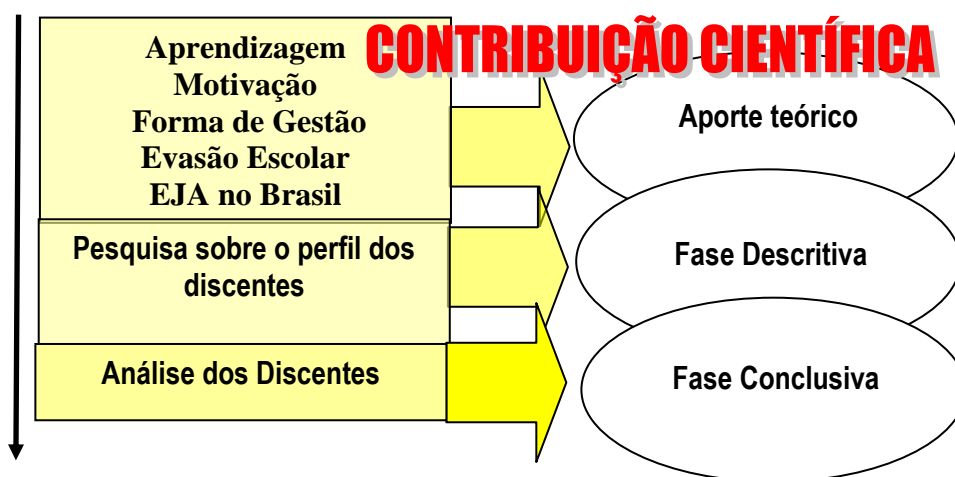 CONTRIBUIÇÃO CIENTÍFICA
Aprendizagem
Motivação
Forma de Gestão
Evasão Escolar
EJA no Brasil
Aporte teórico
Pesquisa sobre o perfil dos
discentes
Fase Descritiva
Análise dos Discentes
Fase Conclusiva